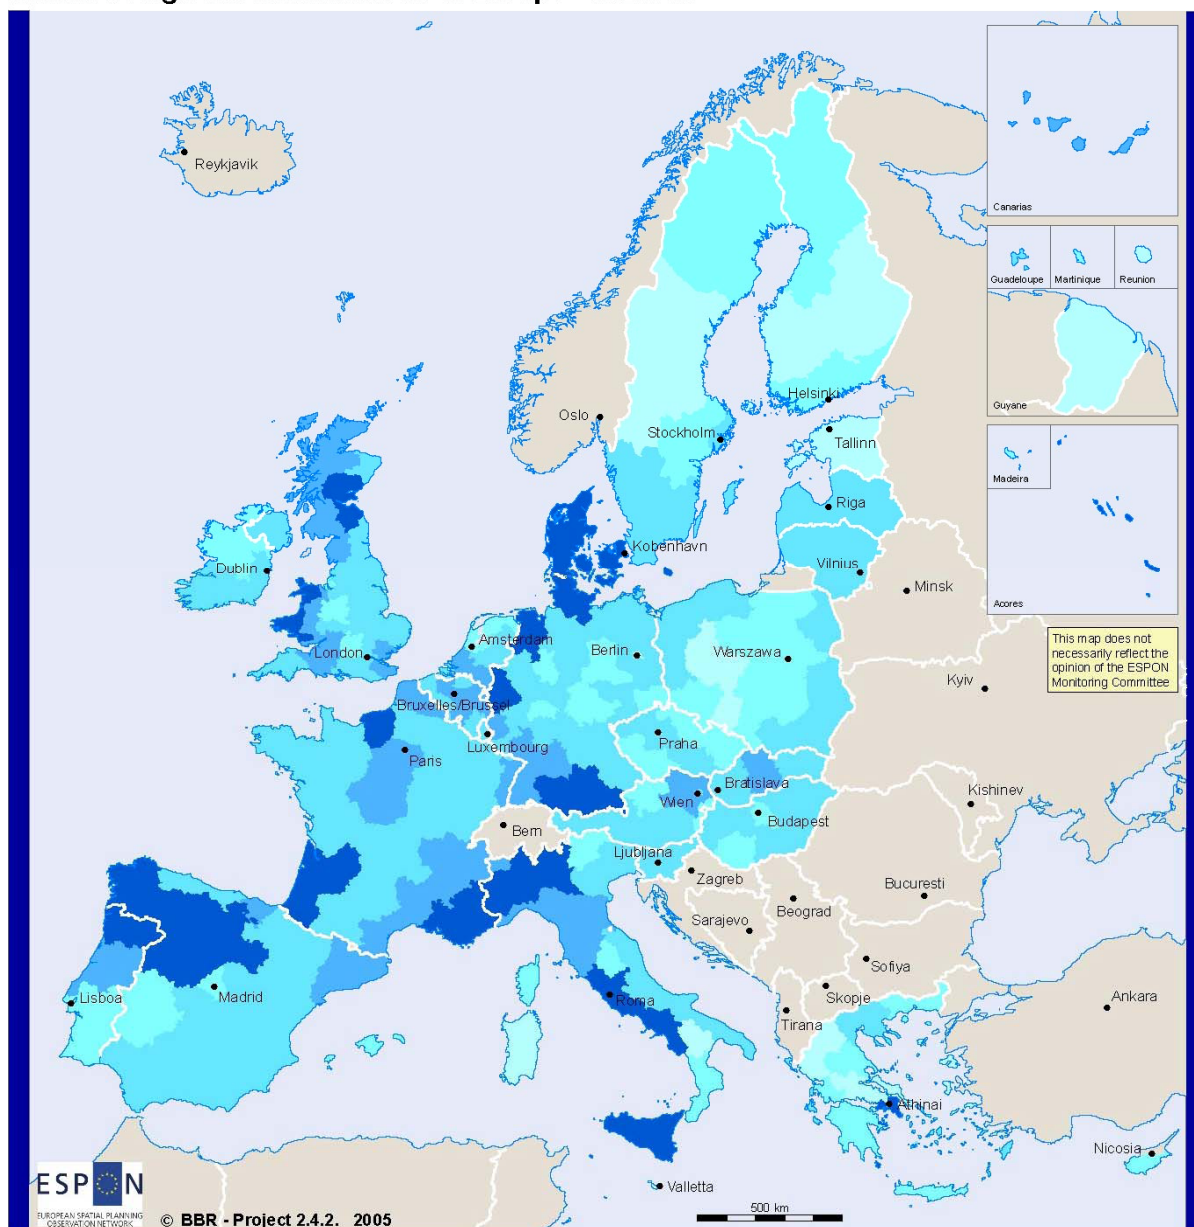 Reykjavik
Canarias
Guadeloupe
Martinique
Reunion
Guyane
Helsinki
Oslo
Stockholm
Tallinn
Madeira
Riga
Kobenhavn
Dublin
Vilnius
Minsk
Acores
Amsterdam
London
Berlin
Warszawa
This map does not
necessarily reflect the
opinion of the ESPON
Monitoring Committee
Kyiv
Bruxelles/Brussel
Luxembourg
Praha
Paris
Bratislava
Wien
Kishinev
Budapest
Bern
Ljubljana
Zagreb
Bucuresti
Beograd
Sarajevo
Sofiya
Lisboa
Madrid
Roma
Skopje
Ankara
Tirana
Athinai
Nicosia
Valletta
ESPON
EUROPEAN SPATIAL PLANNING
OBSERVATION NETWORK
© BBR - Project 2.4.2. 2005
500 km